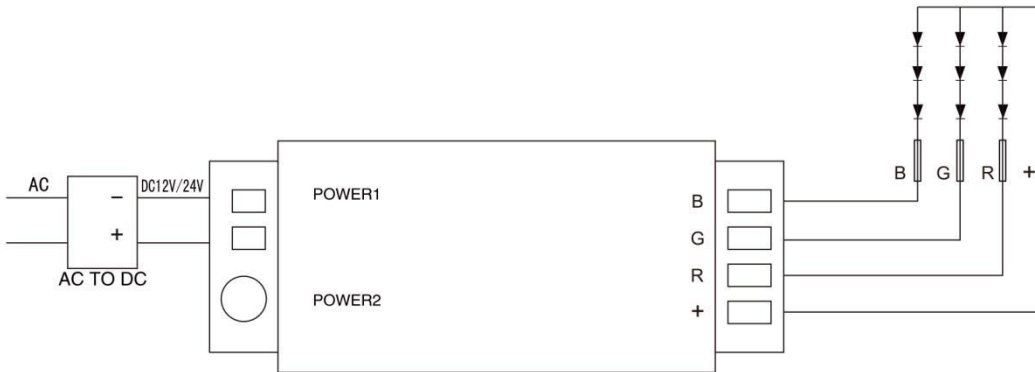 B G R +
AC - DC12V/24V
+
AC TO DC
POWER1
POWER2
B
G
R
+